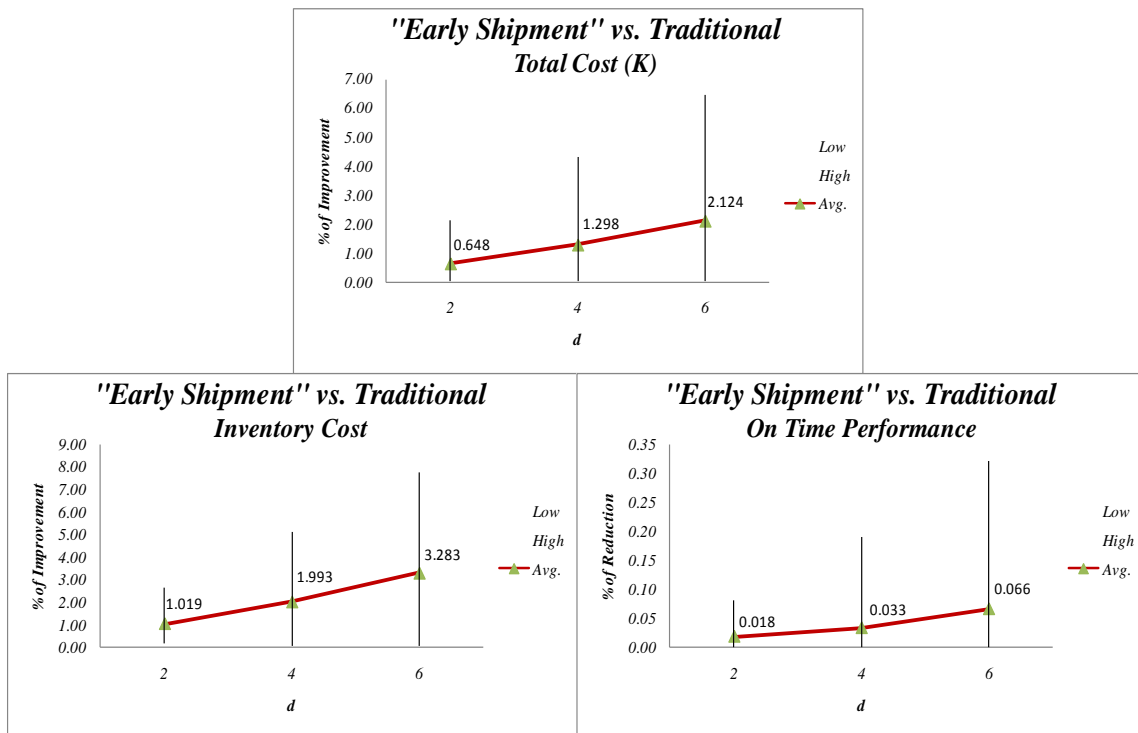 "Early Shipment" vs. Traditional
Total Cost (K)
7.00
6.00
5.00
4.00
3.00
2.00
1.00
0.00
%of Improvement
0.648
1.298
2.124
2
4
6
d
Low
High
Avg.
"Early Shipment" vs. Traditional
Inventory Cost
9.00
8.00
7.00
6.00
5.00
4.00
3.00
2.00
1.00
0.00
%of Improvement
1.019
1.993
3.283
2
4
6
d
Low
High
Avg.
"Early Shipment" vs. Traditional
On Time Performance
0.35
0.30
0.25
0.20
0.15
0.10
0.05
0.00
%of Reduction
0.018
0.033
0.066
2
4
6
d
Low
High
Avg.